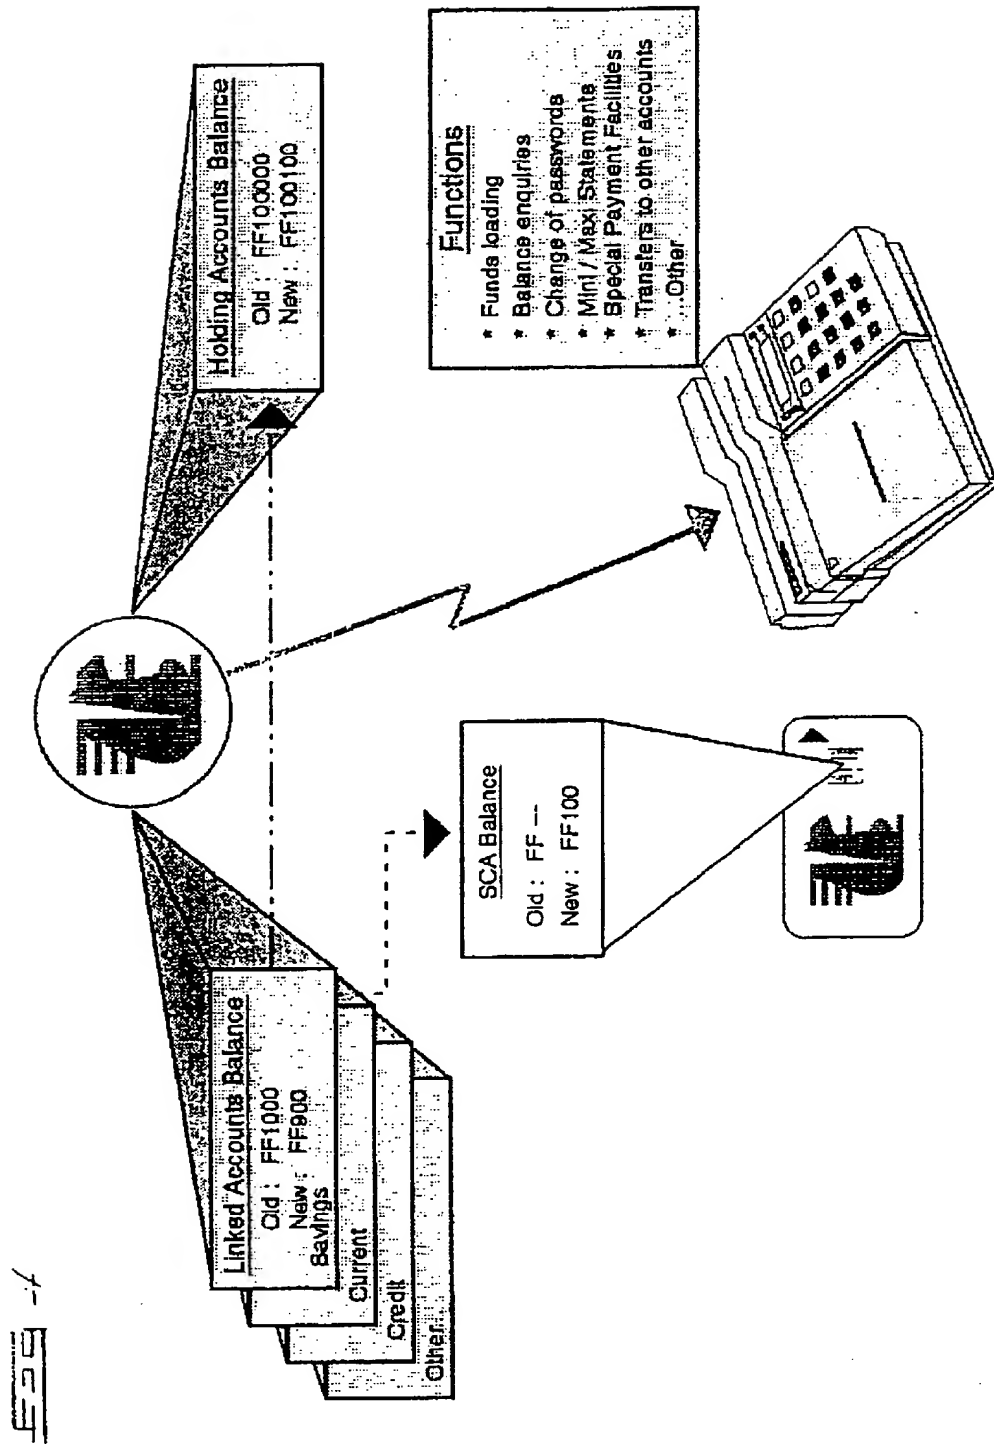 Linked Accounts Balance
Old : FF1000
New : FF900
Savings
Current
Credit
Other...
Holding Accounts Balance
Old : FF100000
New : FF100100
SCA Balance
Old : FF --
New : FF100
Functions
* Funds loading
* Balance enquiries
* Change of passwords
* Mini / Maxi Statements
* Special Payment Facilities
* Transfers to other accounts
* ...Other